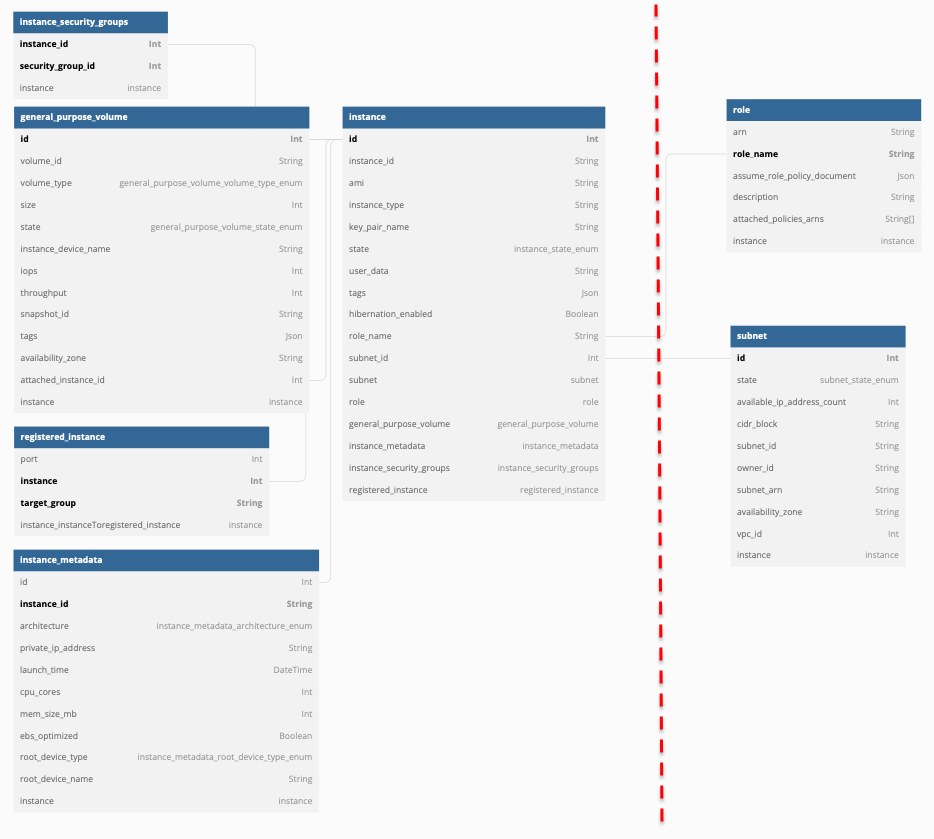 instance_security_groups
instance_id Int
security_group_id Int
instance instance
general_purpose_volume
id Int
volume_id String
volume_type general_purpose_volume_volume_type_enum
size Int
state general_purpose_volume_state_enum
instance_device_name String
iops Int
throughput Int
snapshot_id String
tags Json
availability_zone String
attached_instance_id Int
instance instance
registered_instance
port Int
instance Int
target_group String
instance_instanceToregistered_instance instance
instance_metadata
id Int
instance_id String
architecture instance_metadata_architecture_enum
private_ip_address String
launch_time DateTime
cpu_cores Int
mem_size_mb Int
ebs_optimized Boolean
root_device_type instance_metadata_root_device_type_enum
root_device_name String
instance instance
instance
id Int
instance_id String
ami String
instance_type String
key_pair_name String
state instance_state_enum
user_data String
tags Json
hibernation_enabled Boolean
role_name String
subnet_id Int
subnet subnet
role role
general_purpose_volume general_purpose_volume
instance_metadata instance_metadata
instance_security_groups instance_security_groups
registered_instance registered_instance
role
arn String
role_name String
assume_role_policy_document Json
description String
attached_policies_arns String[]
instance instance
subnet
id Int
state subnet_state_enum
available_ip_address_count Int
cidr_block String
subnet_id String
owner_id String
subnet_arn String
availability_zone String
vpc_id Int
instance instance